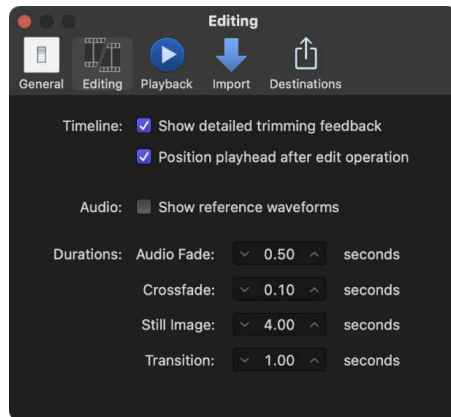 Editing
General Editing Playback Import Destinations
Timeline: Show detailed trimming feedback
Position playhead after edit operation
Audio: Show reference waveforms
Durations: Audio Fade: 0.50 seconds
Crossfade: 0.10 seconds
Still Image: 4.00 seconds
Transition: 1.00 seconds